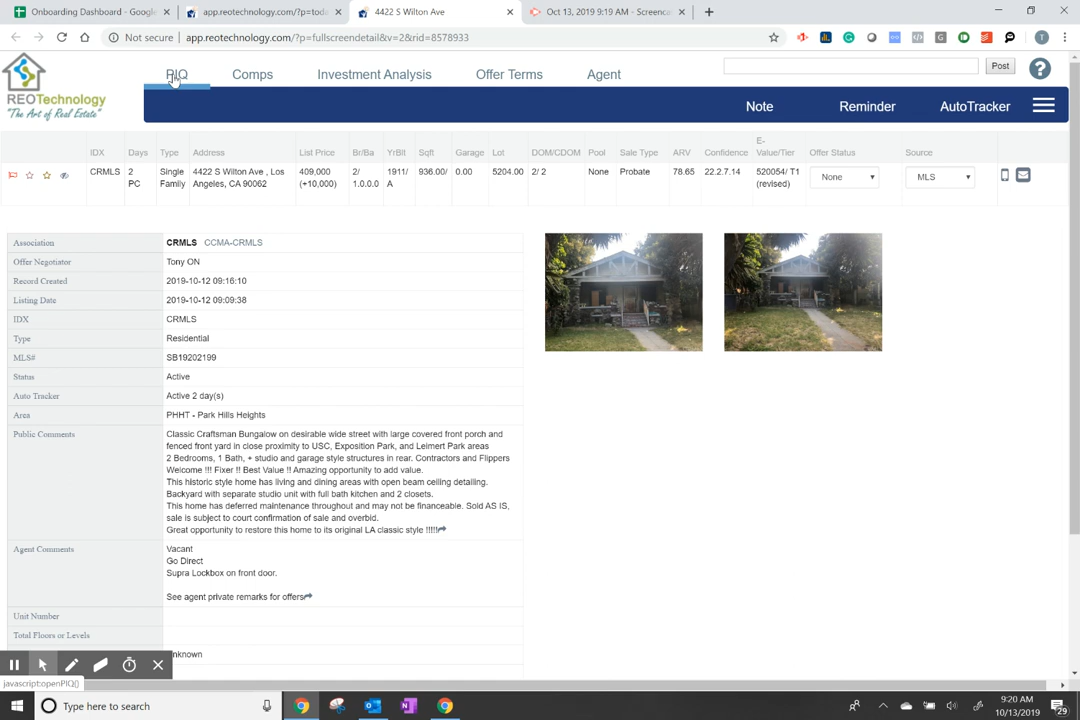 Onboarding Dashboard - Google
app.reotechnology.com/?p=toda
4422 S Wilton Ave
Oct 13, 2019 9:19 AM - Screenca
Not secure app.reotechnology.com/?p=fullscreendetail&v=2&rid=8578933
REOTechnology
"The Art of Real Estate"
PIQ Comps Investment Analysis Offer Terms Agent Post ?
Note Reminder AutoTracker
IDX Days Type Address List Price Br/Ba YrBlt Sqft Garage Lot DOM/CDOM Pool Sale Type ARV Confidence E-Value/Tier Offer Status Source
CRMLS 2 PC Single Family 4422 S Wilton Ave , Los Angeles, CA 90062 409,000 (+10,000) 2/ 1.0.0.0 1911/ A 936.00/ 0.00 5204.00 2/ 2 None Probate 78.65 22.2.7.14 520054/ T1 (revised) None MLS
Association CRMLS CCMA-CRMLS
Offer Negotiator Tony ON
Record Created 2019-10-12 09:16:10
Listing Date 2019-10-12 09:09:38
IDX CRMLS
Type Residential
MLS# SB19202199
Status Active
Auto Tracker Active 2 day(s)
Area PHHT - Park Hills Heights
Public Comments Classic Craftsman Bungalow on desirable wide street with large covered front porch and
fenced front yard in close proximity to USC, Exposition Park, and Leimert Park areas
2 Bedrooms, 1 Bath, + studio and garage style structures in rear. Contractors and Flippers
Welcome !!! Fixer !! Best Value !! Amazing opportunity to add value.
This historic style home has living and dining areas with open beam ceiling detailing.
Backyard with separate studio unit with full bath kitchen and 2 closets.
This home has deferred maintenance throughout and may not be financeable. Sold AS IS,
sale is subject to court confirmation of sale and overbid.
Great opportunity to restore this home to its original LA classic style !!!!!
Agent Comments Vacant
Go Direct
Supra Lockbox on front door.
See agent private remarks for offers
Unit Number
Total Floors or Levels
nknown
javascript:openPIQ()
Type here to search
9:20 AM
10/13/2019
29